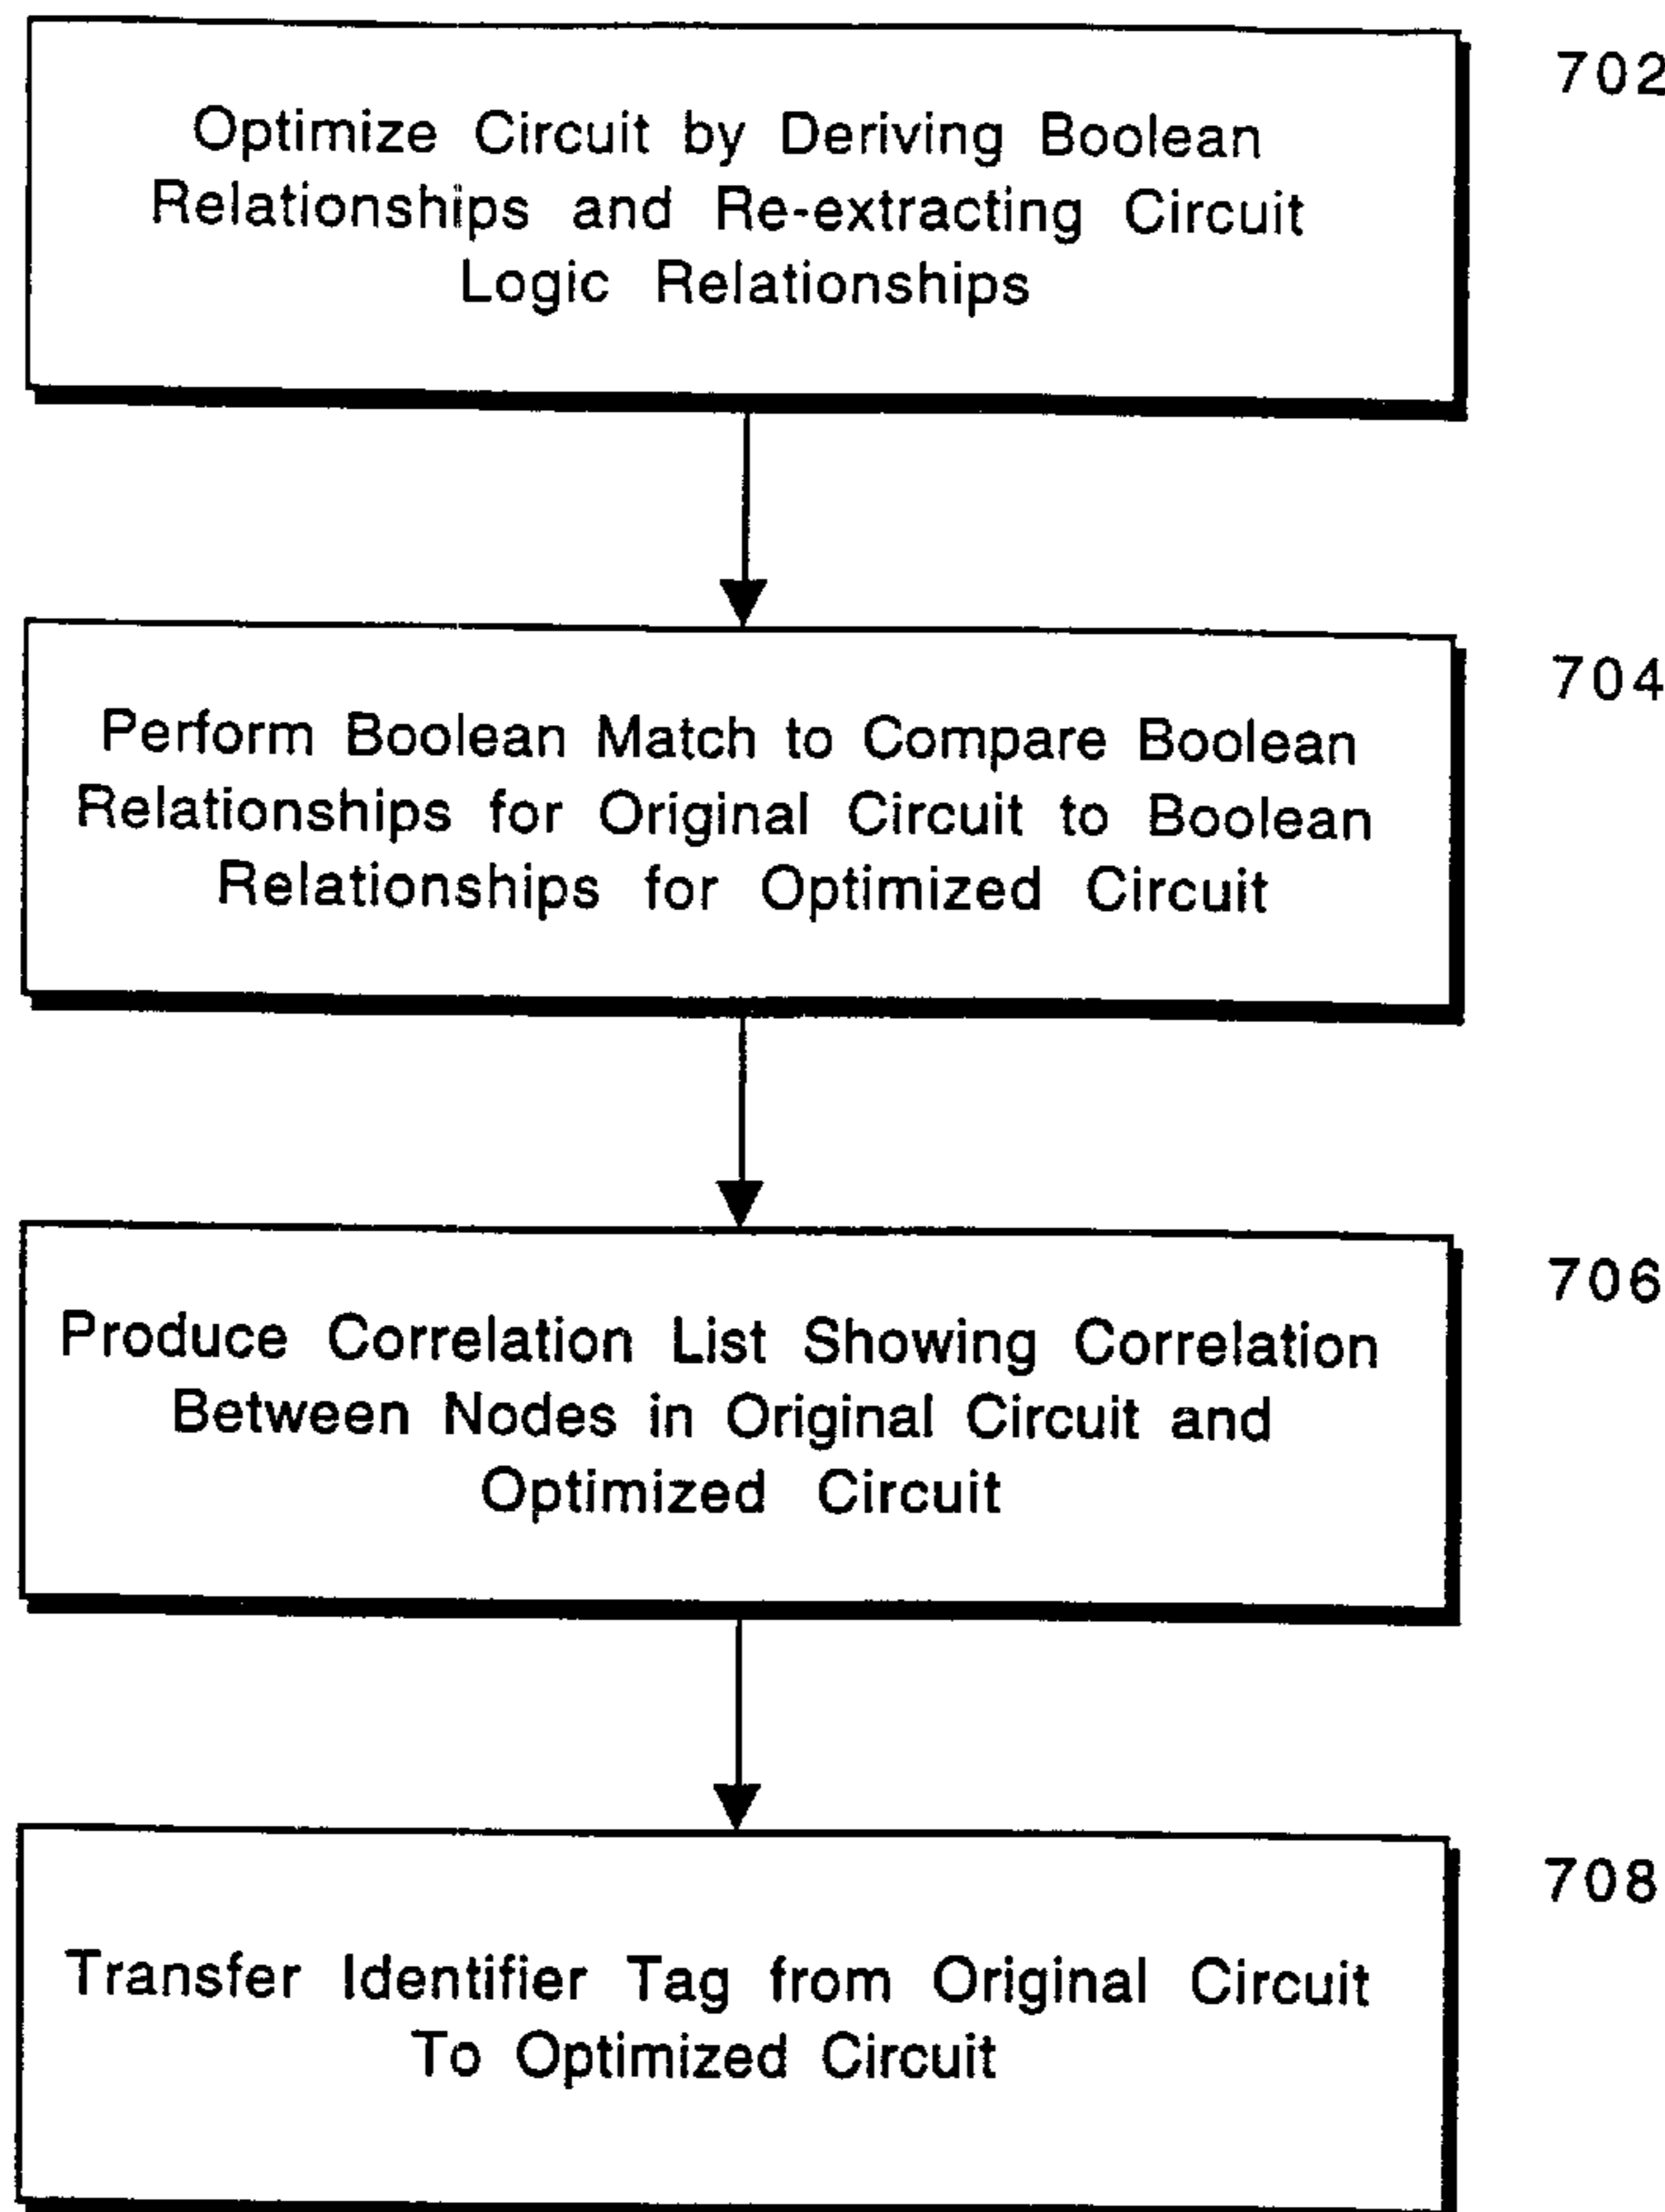 702
Optimize Circuit by Deriving Boolean
Relationships and Re-extracting Circuit
Logic Relationships
704
Perform Boolean Match to Compare Boolean
Relationships for Original Circuit to Boolean
Relationships for Optimized Circuit
706
Produce Correlation List Showing Correlation
Between Nodes in Original Circuit and
Optimized Circuit
708
Transfer Identifier Tag from Original Circuit
To Optimized Circuit